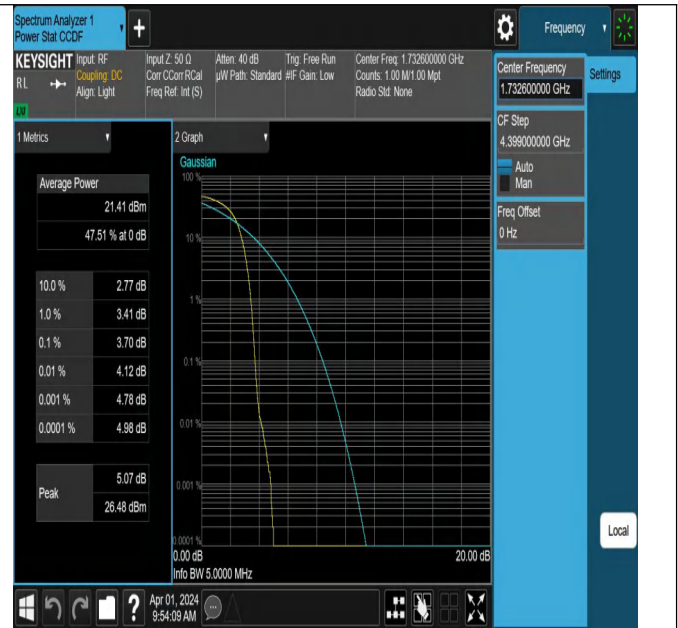 Spectrum Analyzer 1
Power Stat CCDF
Frequency
KEYSIGHT
RL
Input: RF
Coupling: DC
Align: Light
Input Z: 50 Ω
Corr CCorr RCal
Freq Ref: Int (S)
Atten: 40 dB
µW Path: Standard
Trig: Free Run
#IF Gain: Low
Center Freq: 1.732600000 GHz
Counts: 1.00 M/1.00 Mpt
Radio Std: None
Center Frequency
1.732600000 GHz
Settings
CF Step
4.399000000 GHz
Auto
Man
Freq Offset
0 Hz
1 Metrics
Average Power
21.41 dBm
47.51 % at 0 dB
10.0 % 2.77 dB
1.0 % 3.41 dB
0.1 % 3.70 dB
0.01 % 4.12 dB
0.001 % 4.78 dB
0.0001 % 4.98 dB
Peak
5.07 dB
26.48 dBm
2 Graph
Gaussian
100 %
10 %
1 %
0.1 %
0.01 %
0.001 %
0.0001 %
0.00 dB
20.00 dB
Info BW 5.0000 MHz
Local
?
Apr 01, 2024
9:54:09 AM